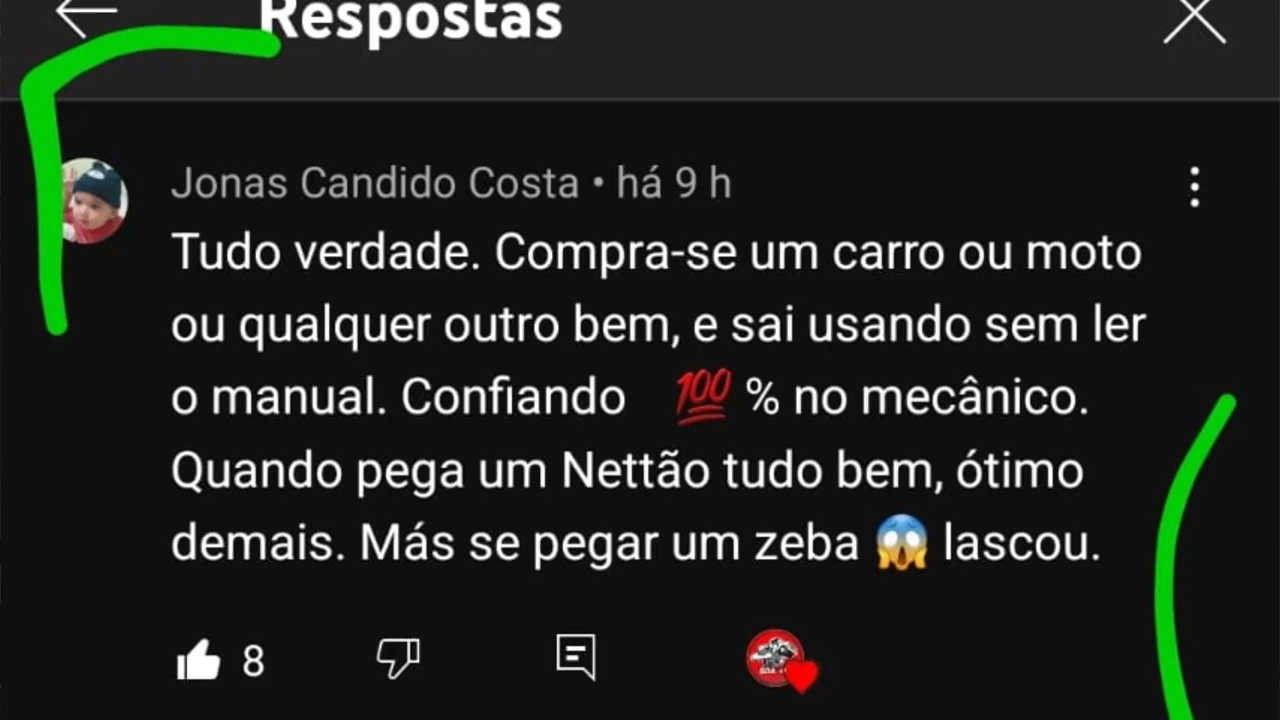 Respostas
Jonas Candido Costa • há 9 h
Tudo verdade. Compra-se um carro ou moto
ou qualquer outro bem, e sai usando sem ler
o manual. Confiando 💯 % no mecânico.
Quando pega um Nettão tudo bem, ótimo
demais. Más se pegar um zeba 😱 lascou.
8